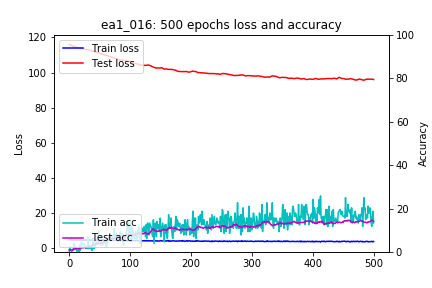 ea1_016: 500 epochs loss and accuracy
120
100
80
60
40
20
0
Loss
100
80
60
40
20
0
Accuracy
Train loss
Test loss
Train acc
Test acc
0 100 200 300 400 500